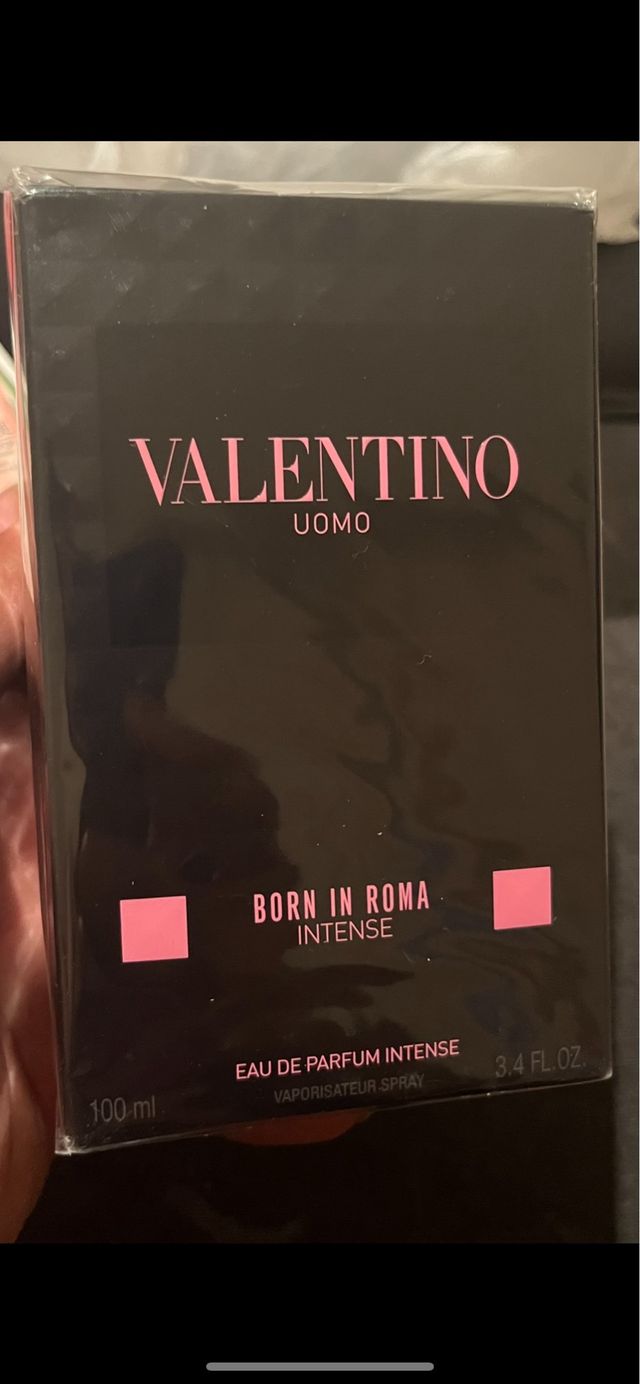 VALENTINO
UOMO
BORN IN ROMA
INTENSE
EAU DE PARFUM INTENSE
VAPORISATEUR SPRAY
100 ml
3.4 FL.OZ.